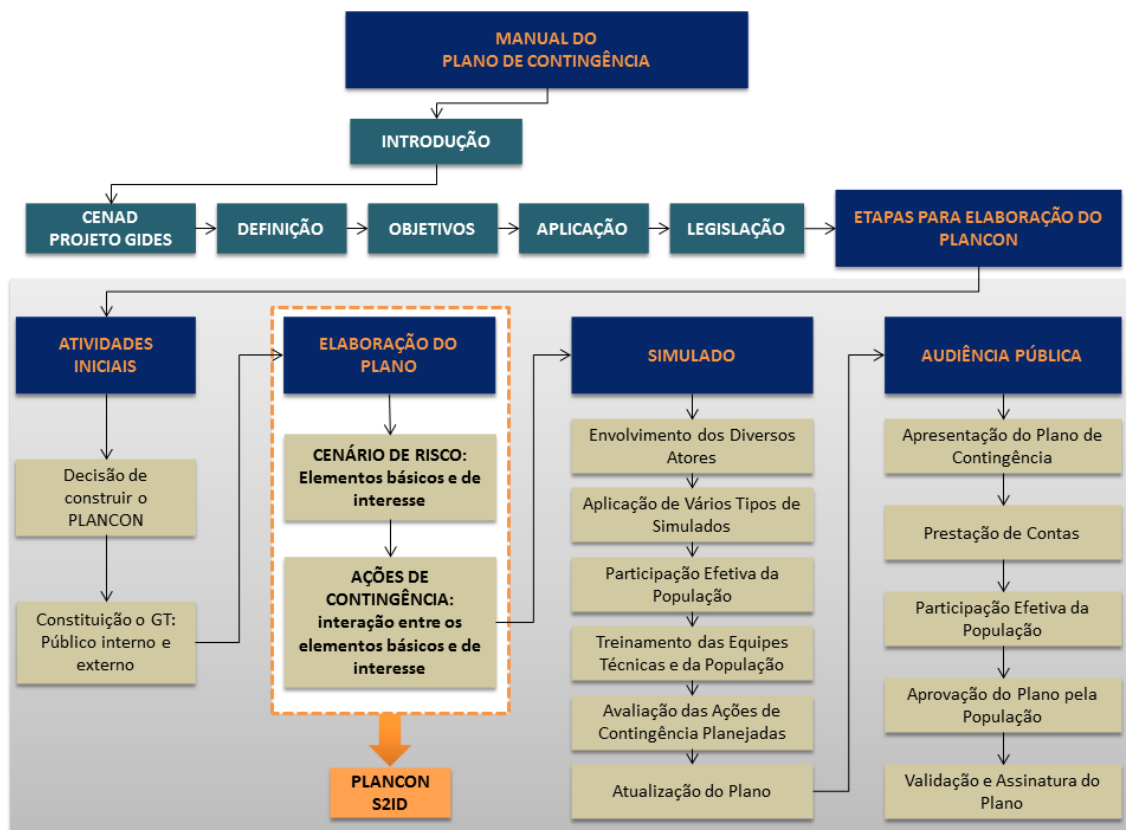 MANUAL DO
PLANO DE CONTINGÊNCIA
INTRODUÇÃO
CENAD
PROJETO GIDES
DEFINIÇÃO
OBJETIVOS
APLICAÇÃO
LEGISLAÇÃO
ETAPAS PARA ELABORAÇÃO DO
PLANCON
ATIVIDADES
INICIAIS
Decisão de
construir o
PLANCON
Constituição o GT:
Público interno e
externo
ELABORAÇÃO DO
PLANO
CENÁRIO DE RISCO:
Elementos básicos e de
interesse
AÇÕES DE
CONTINGÊNCIA:
interação entre os
elementos básicos e de
interesse
PLANCON
S2ID
SIMULADO
Envolvimento dos Diversos
Atores
Aplicação de Vários Tipos de
Simulados
Participação Efetiva da
População
Treinamento das Equipes
Técnicas e da População
Avaliação das Ações de
Contingência Planejadas
Atualização do Plano
AUDIÊNCIA PÚBLICA
Apresentação do Plano de
Contingência
Prestação de Contas
Participação Efetiva da
População
Aprovação do Plano pela
População
Validação e Assinatura do
Plano